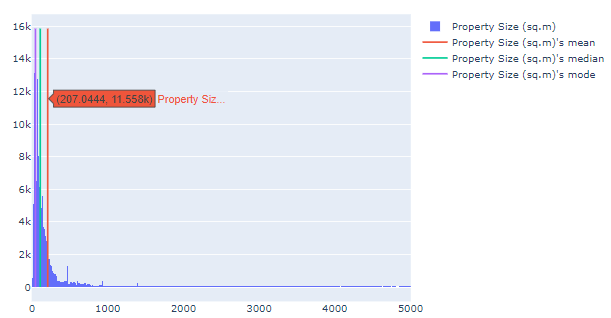 16k
14k
12k
10k
8k
6k
4k
2k
0
0
1000
2000
3000
4000
5000
(207.0444, 11.558k)
Property Siz...
Property Size (sq.m)
Property Size (sq.m)'s mean
Property Size (sq.m)'s median
Property Size (sq.m)'s mode